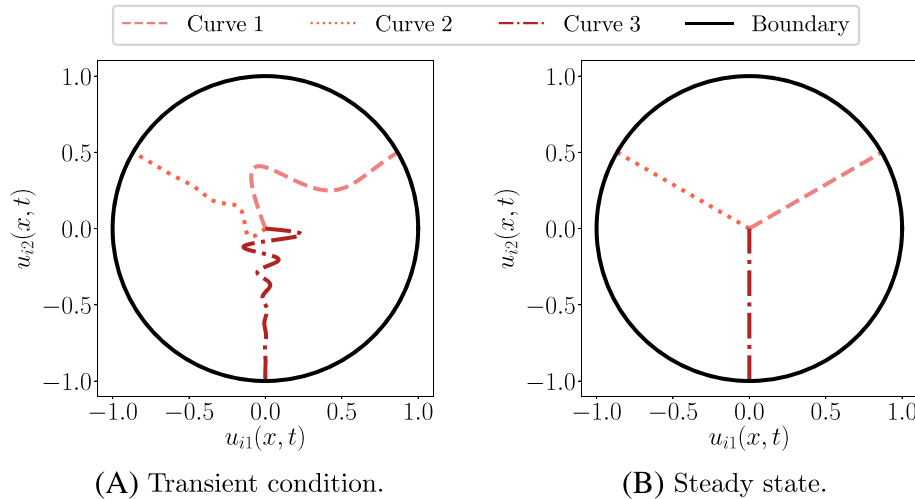 Curve 1 Curve 2 Curve 3 Boundary
1.0 0.5 0.0 −0.5 −1.0
u_{i2}(x, t)
−1.0 −0.5 0.0 0.5 1.0
u_{i1}(x, t)
(A) Transient condition.
1.0 0.5 0.0 −0.5 −1.0
u_{i2}(x, t)
−1.0 −0.5 0.0 0.5 1.0
u_{i1}(x, t)
(B) Steady state.